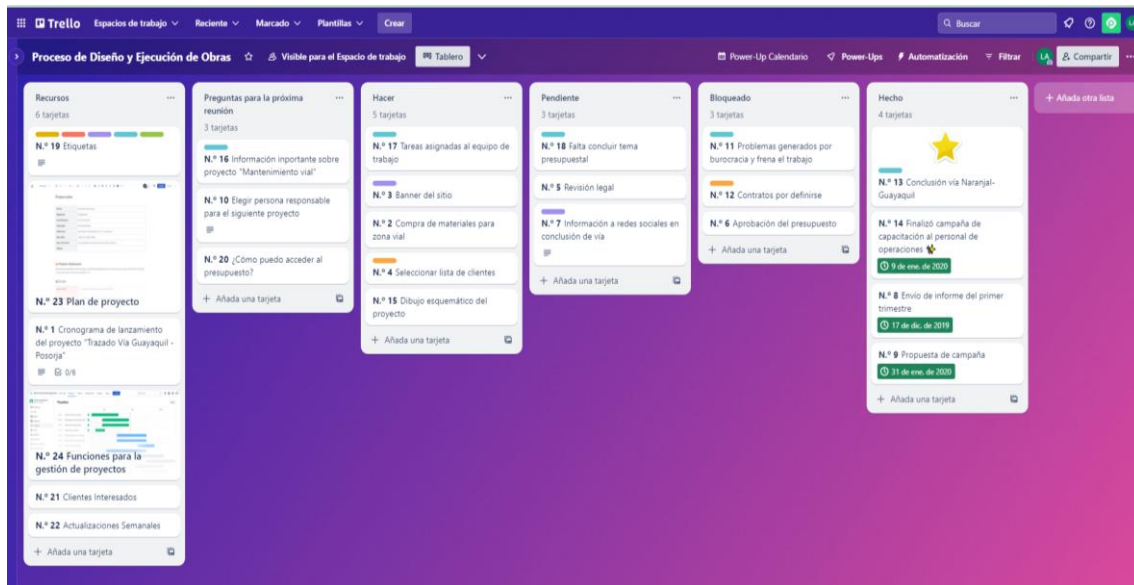 Trello Espacios de trabajo Reciente Marcado Plantillas Crear Buscar
Proceso de Diseño y Ejecución de Obras Visible para el Espacio de trabajo Tablero Power-Up Calendario Power-Ups Automatización Filtrar LA Compartir
Recursos
6 tarjetas
N.º 19 Etiquetas
N.º 23 Plan de proyecto
N.º 1 Cronograma de lanzamiento
del proyecto "Trazado Vía Guayaquil -
Posorja"
0/6
N.º 24 Funciones para la
gestión de proyectos
N.º 21 Clientes Interesados
N.º 22 Actualizaciones Semanales
+ Añada una tarjeta
Preguntas para la próxima
reunión
3 tarjetas
N.º 16 Información inportante sobre
proyecto "Mantenimiento vial"
N.º 10 Elegir persona responsable
para el siguiente proyecto
N.º 20 ¿Cómo puedo acceder al
presupuesto?
+ Añada una tarjeta
Hacer
5 tarjetas
N.º 17 Tareas asignadas al equipo de
trabajo
N.º 3 Banner del sitio
N.º 2 Compra de materiales para
zona vial
N.º 4 Seleccionar lista de clientes
N.º 15 Dibujo esquemático del
proyecto
+ Añada una tarjeta
Pendiente
3 tarjetas
N.º 18 Falta concluir tema
presupuestal
N.º 5 Revisión legal
N.º 7 Información a redes sociales en
conclusión de vía
+ Añada una tarjeta
Bloqueado
3 tarjetas
N.º 11 Problemas generados por
burocracia y frena el trabajo
N.º 12 Contratos por definirse
N.º 6 Aprobación del presupuesto
+ Añada una tarjeta
Hecho
4 tarjetas
N.º 13 Conclusión vía Naranjal-
Guayaquil
N.º 14 Finalizó campaña de
capacitación al personal de
operaciones
9 de ene. de 2020
N.º 8 Envío de informe del primer
trimestre
17 de dic. de 2019
N.º 9 Propuesta de campaña
31 de ene. de 2020
+ Añada una tarjeta
+ Añada otra lista